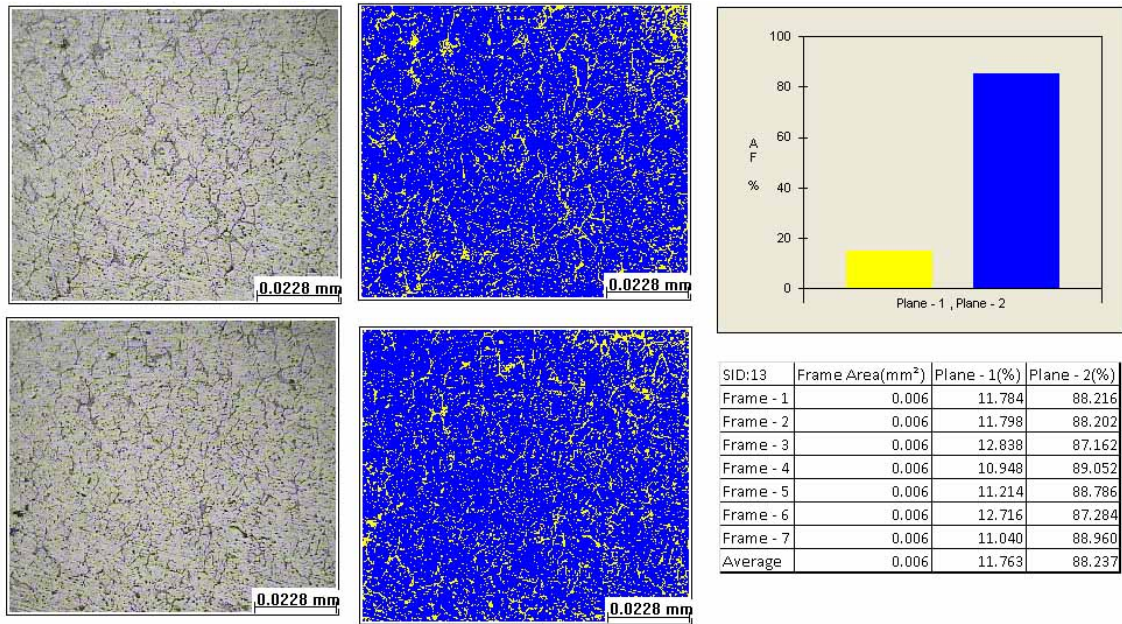 0.0228 mm
0.0228 mm
100
80
60
40
20
0
A
F
%
Plane - 1 , Plane - 2
0.0228 mm
0.0228 mm
SID:13 Frame Area(mm²) Plane - 1(%) Plane - 2(%)
Frame - 1 0.006 11.784 88.216
Frame - 2 0.006 11.798 88.202
Frame - 3 0.006 12.838 87.162
Frame - 4 0.006 10.948 89.052
Frame - 5 0.006 11.214 88.786
Frame - 6 0.006 12.716 87.284
Frame - 7 0.006 11.040 88.960
Average 0.006 11.763 88.237